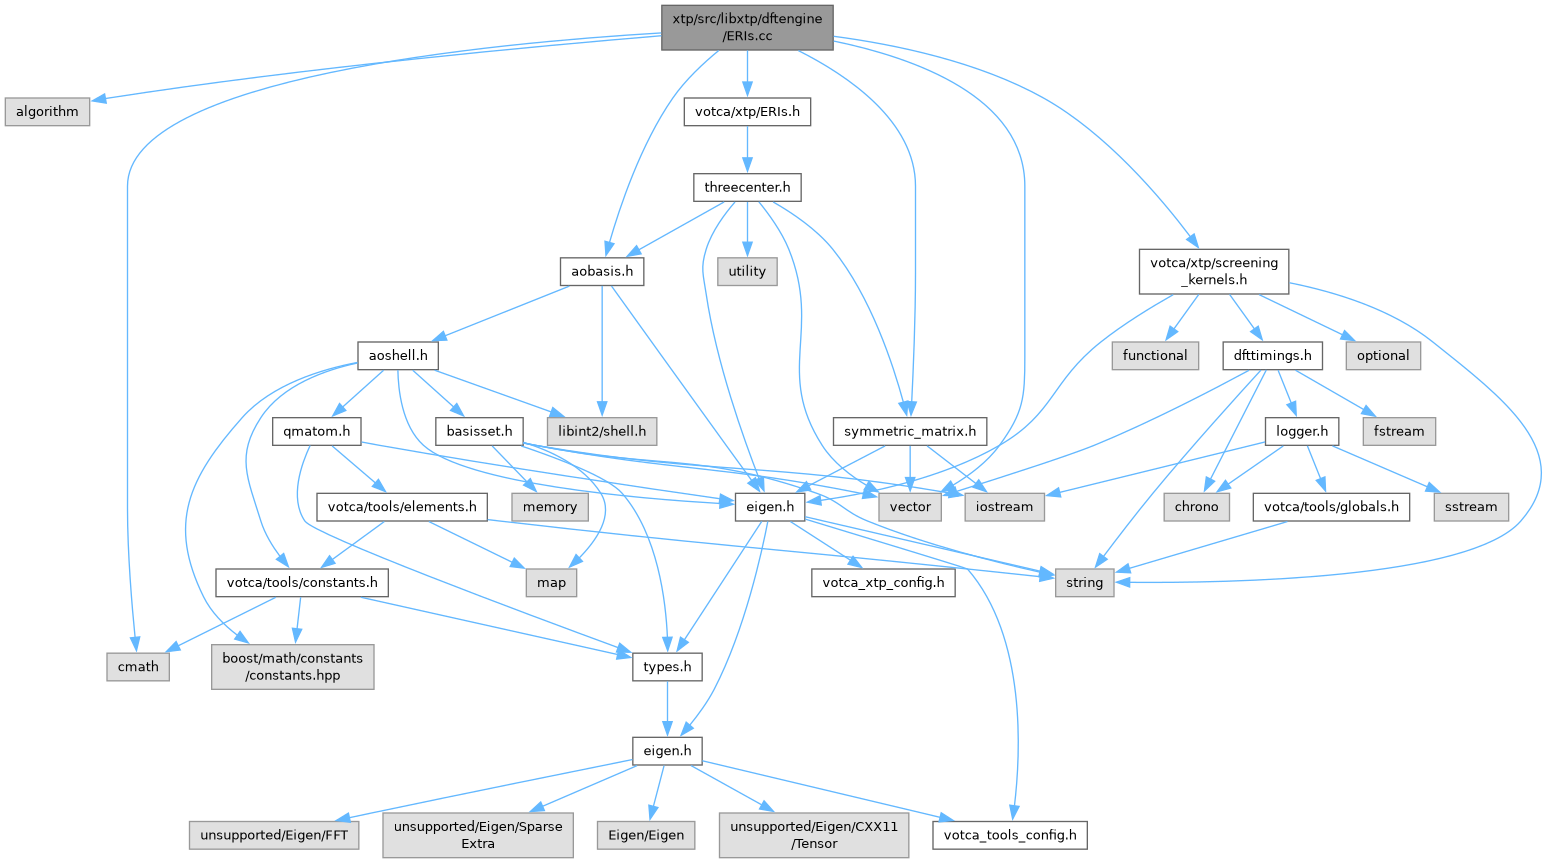 xtp/src/libxtp/dftengine
/ERIs.cc
algorithm
votca/xtp/ERIs.h
threecenter.h
aobasis.h
utility
votca/xtp/screening
_kernels.h
aoshell.h
functional
dfttimings.h
optional
qmatom.h
basisset.h
libint2/shell.h
symmetric_matrix.h
logger.h
fstream
votca/tools/elements.h
memory
eigen.h
vector
iostream
chrono
votca/tools/globals.h
sstream
votca/tools/constants.h
map
votca_xtp_config.h
string
cmath
boost/math/constants
/constants.hpp
types.h
eigen.h
unsupported/Eigen/FFT
unsupported/Eigen/Sparse
Extra
Eigen/Eigen
unsupported/Eigen/CXX11
/Tensor
votca_tools_config.h